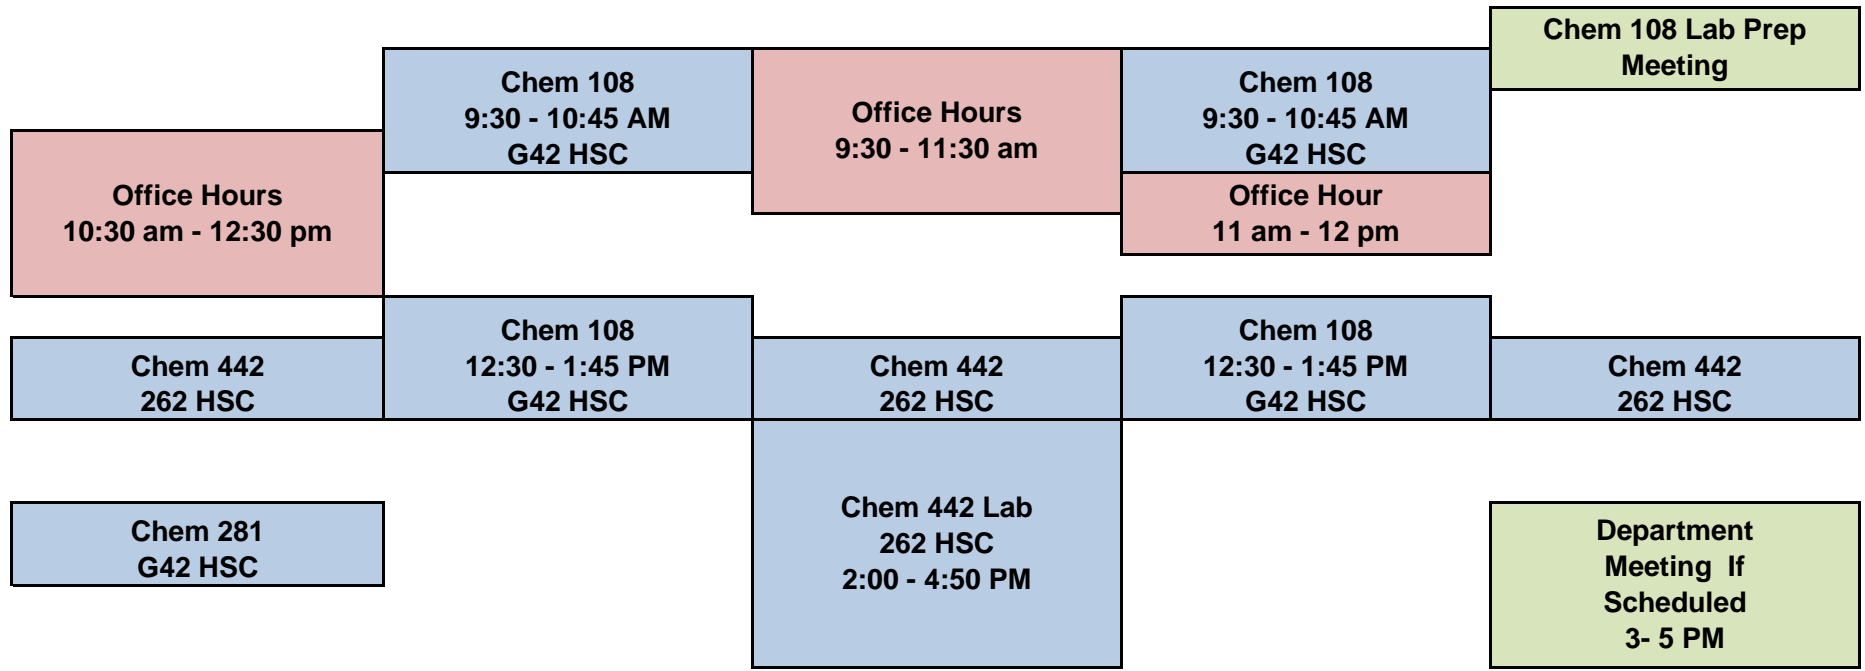 Chem 108 Lab Prep
Meeting
Chem 108
9:30 - 10:45 AM
G42 HSC
Office Hours
9:30 - 11:30 am
Chem 108
9:30 - 10:45 AM
G42 HSC
Office Hours
10:30 am - 12:30 pm
Office Hour
11 am - 12 pm
Chem 442
262 HSC
Chem 108
12:30 - 1:45 PM
G42 HSC
Chem 442
262 HSC
Chem 108
12:30 - 1:45 PM
G42 HSC
Chem 442
262 HSC
Chem 281
G42 HSC
Chem 442 Lab
262 HSC
2:00 - 4:50 PM
Department
Meeting  If
Scheduled
3- 5 PM